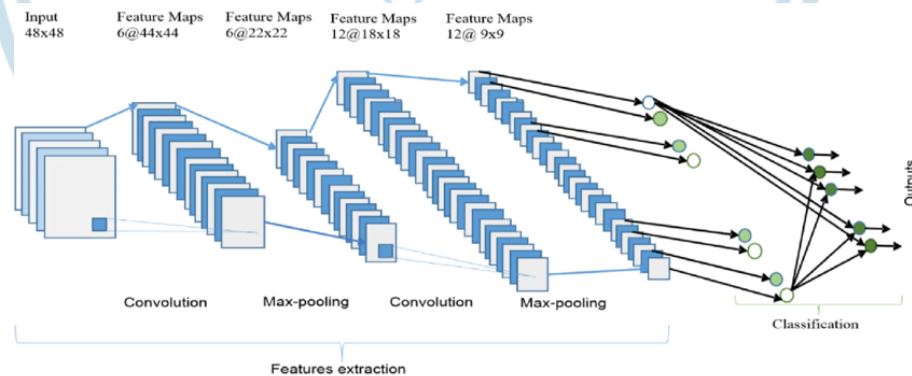 Input
48x48
Feature Maps
6@44x44
Feature Maps
6@22x22
Feature Maps
12@18x18
Feature Maps
12@ 9x9
Outputs
Convolution
Max-pooling
Convolution
Max-pooling
Classification
Features extraction